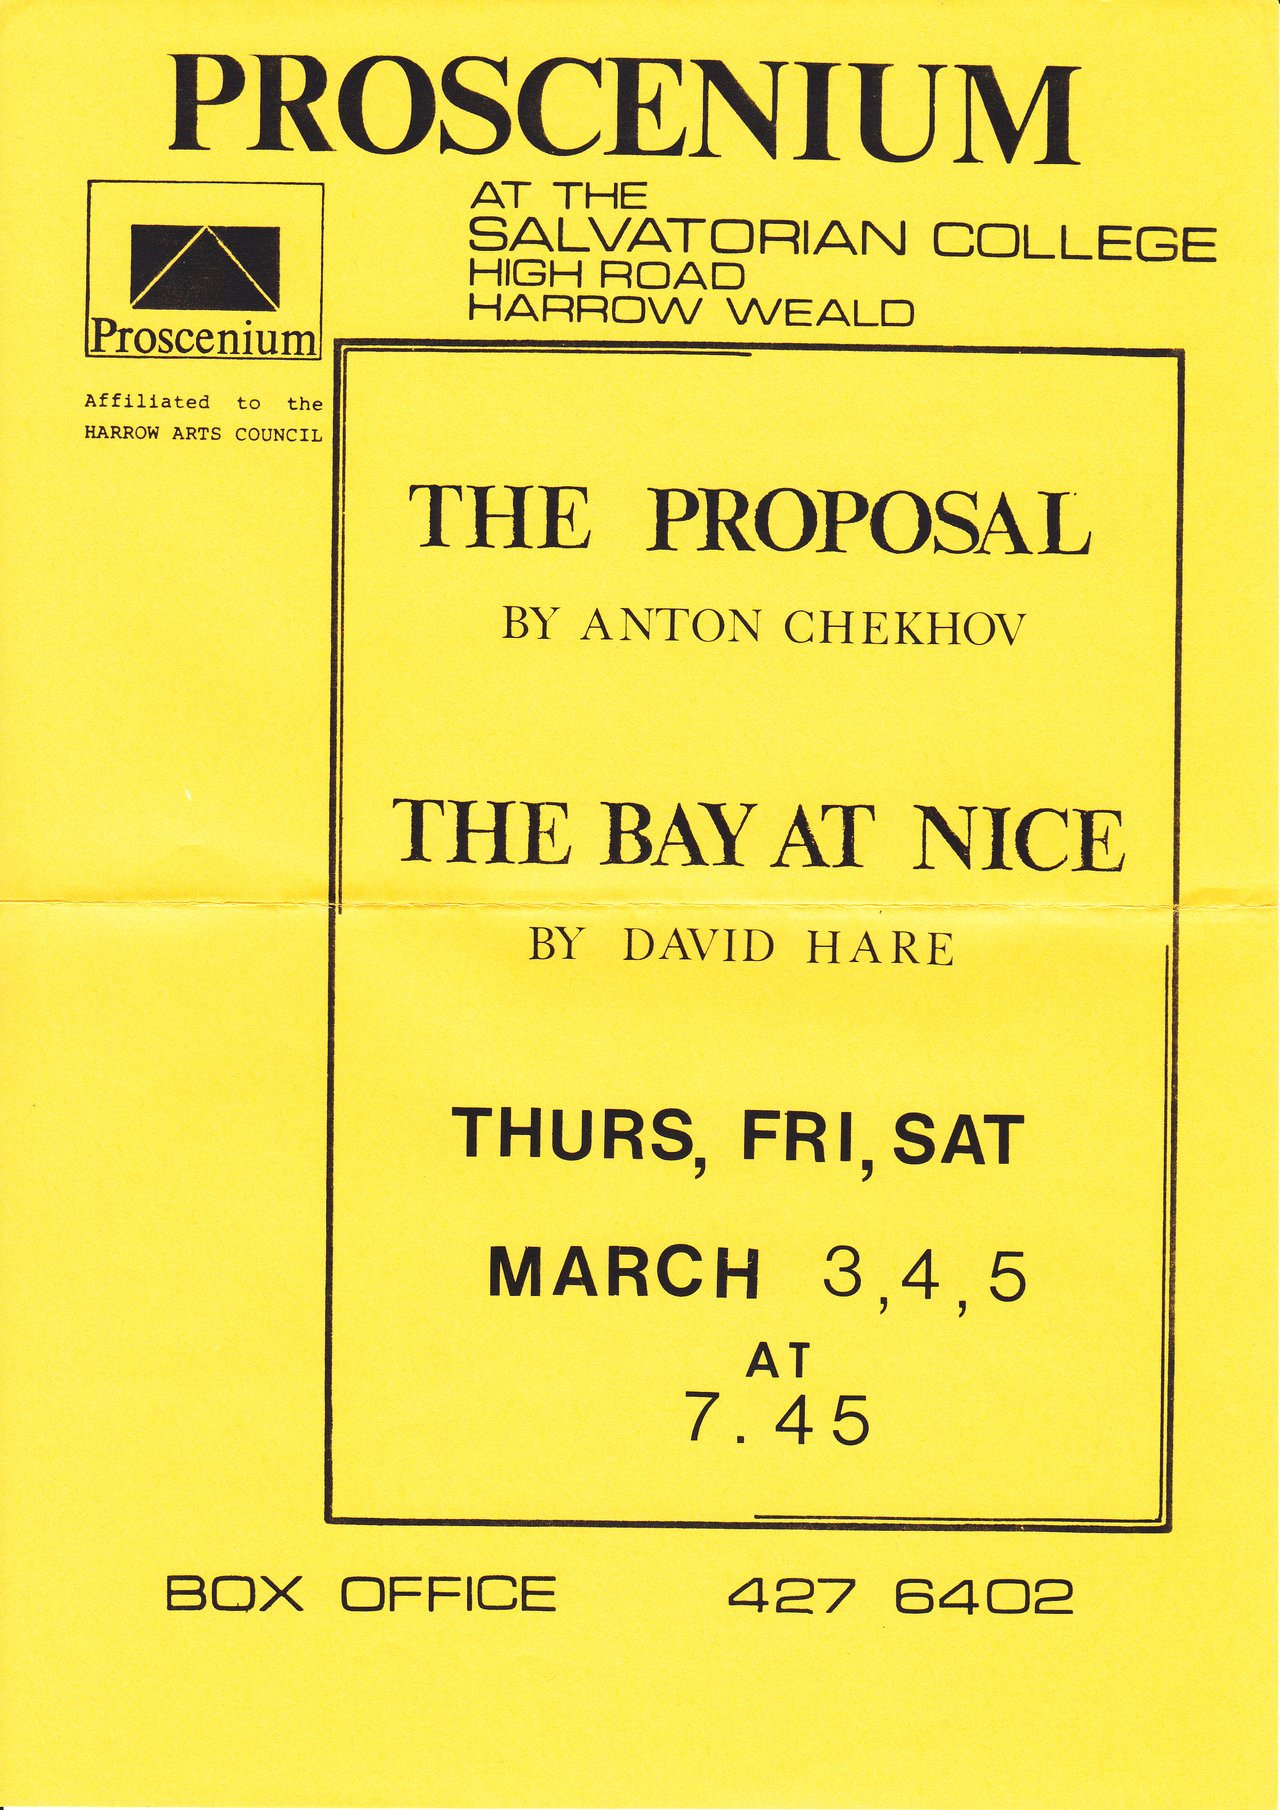 PROSCENIUM
AT THE
SALVATORIAN COLLEGE
HIGH ROAD
HARROW WEALD
Proscenium
Affiliated to the
HARROW ARTS COUNCIL
THE PROPOSAL
BY ANTON CHEKHOV
THE BAY AT NICE
BY DAVID HARE
THURS, FRI, SAT
MARCH 3, 4, 5
AT
7.45
BOX OFFICE 427 6402